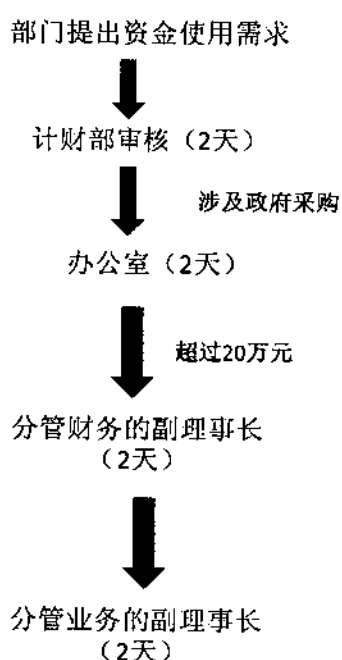 部门提出资金使用需求
计财部审核（2天）
涉及政府采购
办公室（2天）
超过20万元
分管财务的副理事长
（2天）
分管业务的副理事长
（2天）